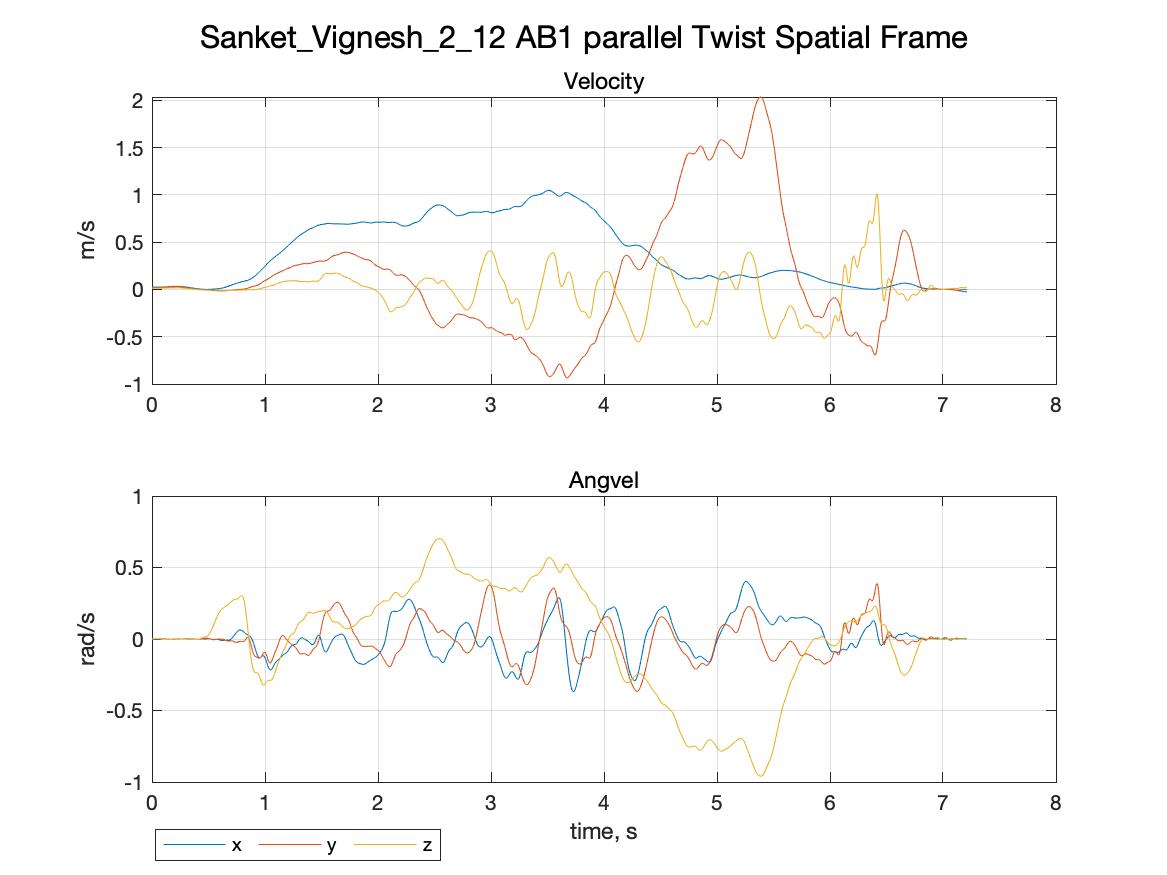 Sanket_Vignesh_2_12 AB1 parallel Twist Spatial Frame
Velocity
2
1.5
1
0.5
0
-0.5
-1
m/s
0 1 2 3 4 5 6 7 8
Angvel
1
0.5
0
-0.5
-1
rad/s
0 1 2 3 4 5 6 7 8
time, s
x y z